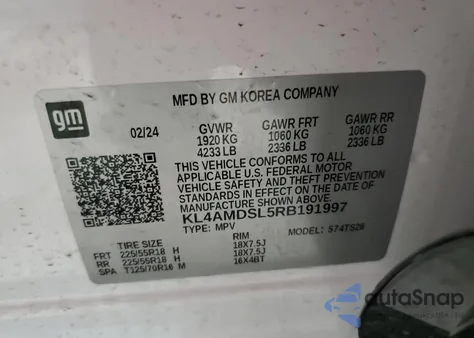 MFD BY GM KOREA COMPANY
gm
02/24
GVWR GAWR FRT GAWR RR
1920 KG 1060 KG 1060 KG
4233 LB 2336 LB 2336 LB
THIS VEHICLE CONFORMS TO ALL
APPLICABLE U.S. FEDERAL MOTOR
VEHICLE SAFETY AND THEFT
PREVENTION STANDARDS IN
EFFECT ON THE DATE OF
MANUFACTURE SHOWN ABOVE.
KL4AMDSL5RB191997
TYPE: MPV MODEL: 574TS26
TIRE SIZE RIM
FRT 225/55R18 H 18X7.5J
RR 225/55R18 H 18X7.5J
SPA T125/70R16 M 16X4BT
autoSnap